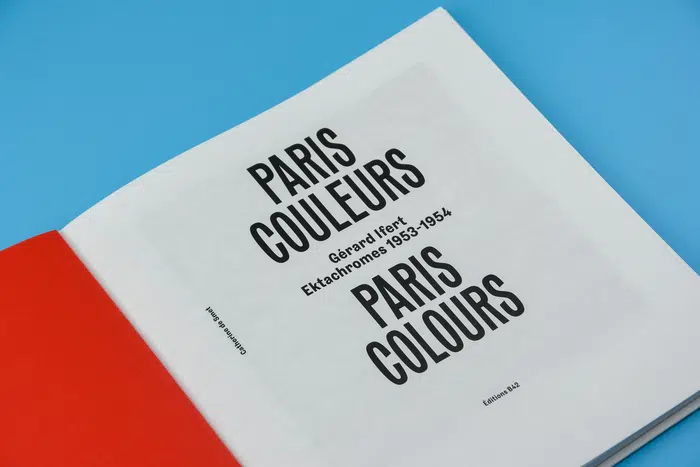 PARIS
COULEURS
Gérard Ifert
Ektachromes 1953-1954
PARIS
COLOURS
Catherine de Smet
Éditions B42